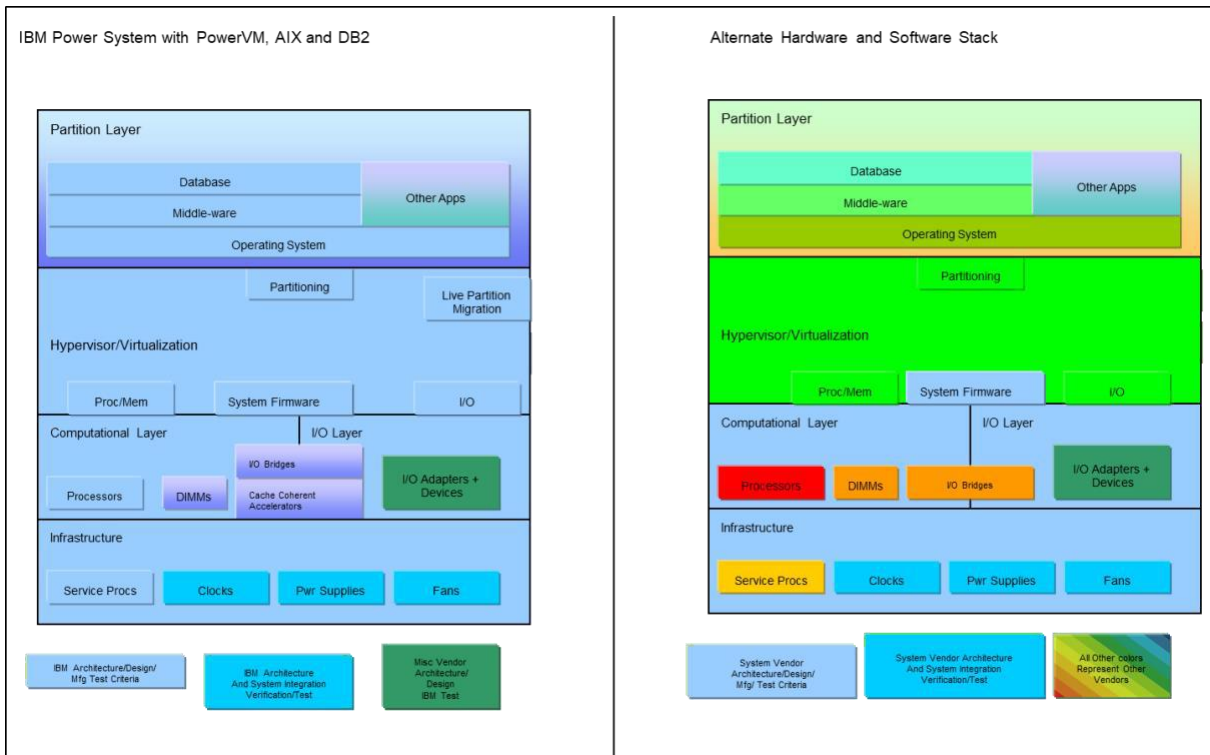 IBM Power System with PowerVM, AIX and DB2
Partition Layer
Database
Other Apps
Middle-ware
Operating System
Partitioning
Live Partition
Migration
Hypervisor/Virtualization
Proc/Mem
System Firmware
I/O
Computational Layer
I/O Layer
I/O Bridges
Processors
DIMMs
Cache Coherent
Accelerators
I/O Adapters +
Devices
Infrastructure
Service Procs
Clocks
Pwr Supplies
Fans
IBM Architecture/Design/
Mfg Test Criteria
IBM Architecture
And System Integration
Verification/Test
Misc Vendor
Architecture/
Design
IBM Test
Alternate Hardware and Software Stack
Partition Layer
Database
Other Apps
Middle-ware
Operating System
Partitioning
Hypervisor/Virtualization
Proc/Mem
System Firmware
I/O
Computational Layer
I/O Layer
Processors
DIMMs
I/O Bridges
I/O Adapters +
Devices
Infrastructure
Service Procs
Clocks
Pwr Supplies
Fans
System Vendor
Architecture/Design/
Mfg/ Test Criteria
System Vendor Architecture
And System Integration
Verification/Test
All Other colors
Represent Other
Vendors